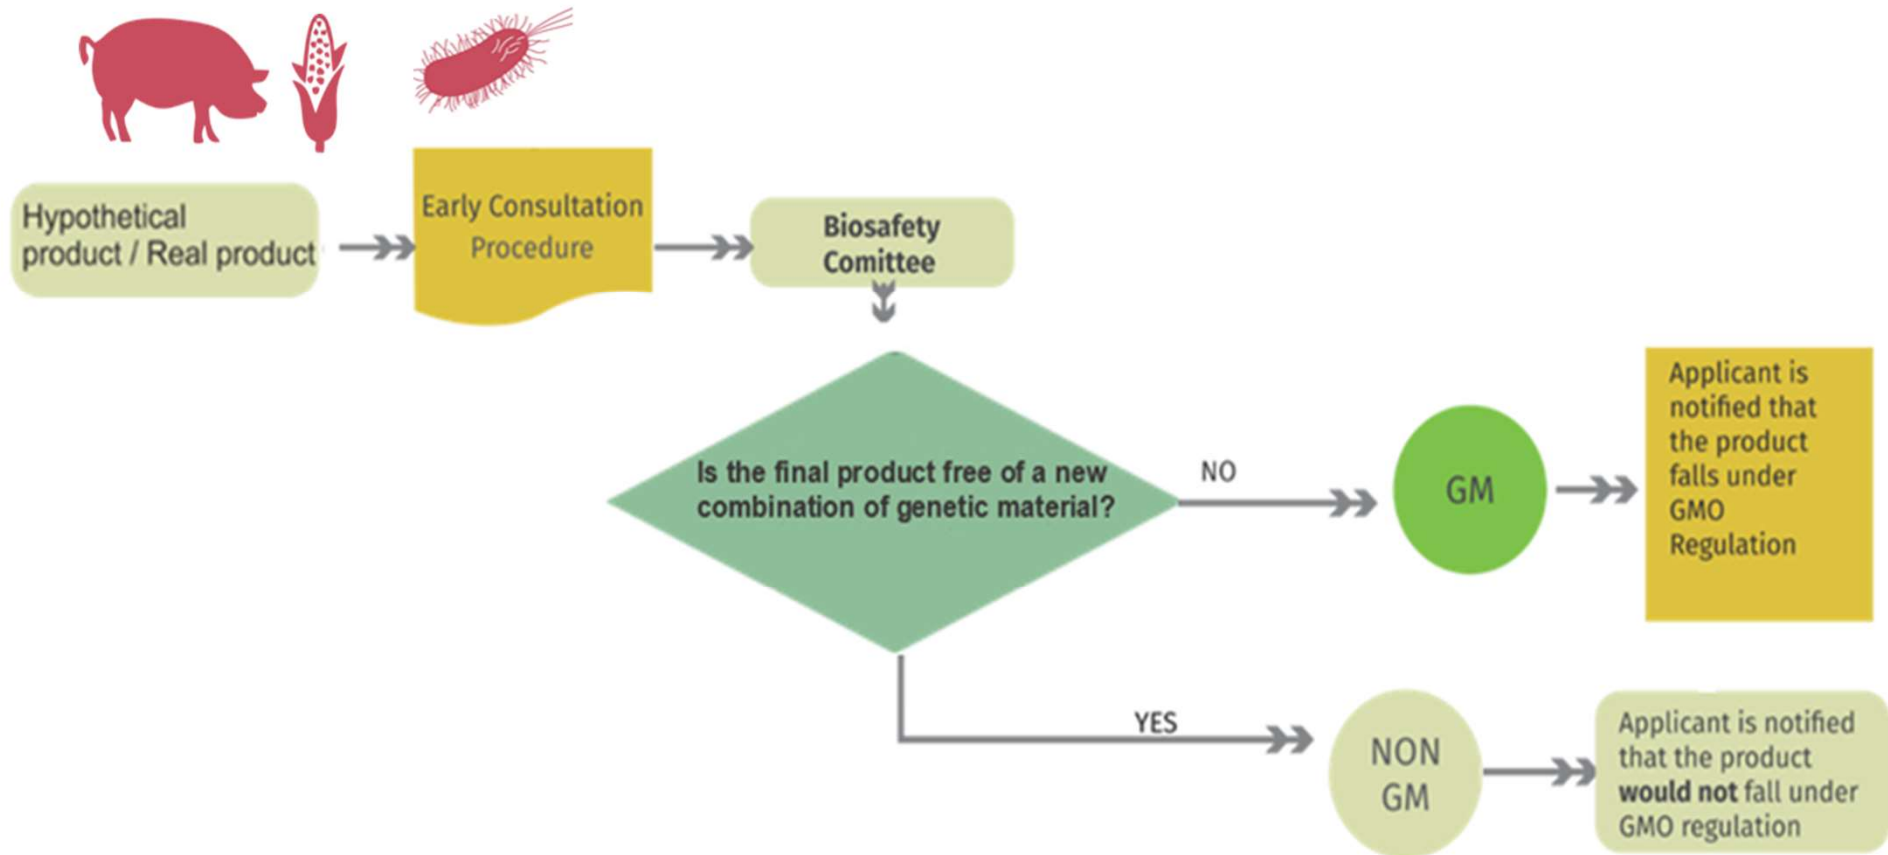 Hypothetical
product / Real product
Early Consultation
Procedure
Biosafety
Comittee
Is the final product free of a new
combination of genetic material?
NO
GM
Applicant is
notified that
the product
falls under
GMO
Regulation
YES
NON
GM
Applicant is notified
that the product
would not fall under
GMO regulation